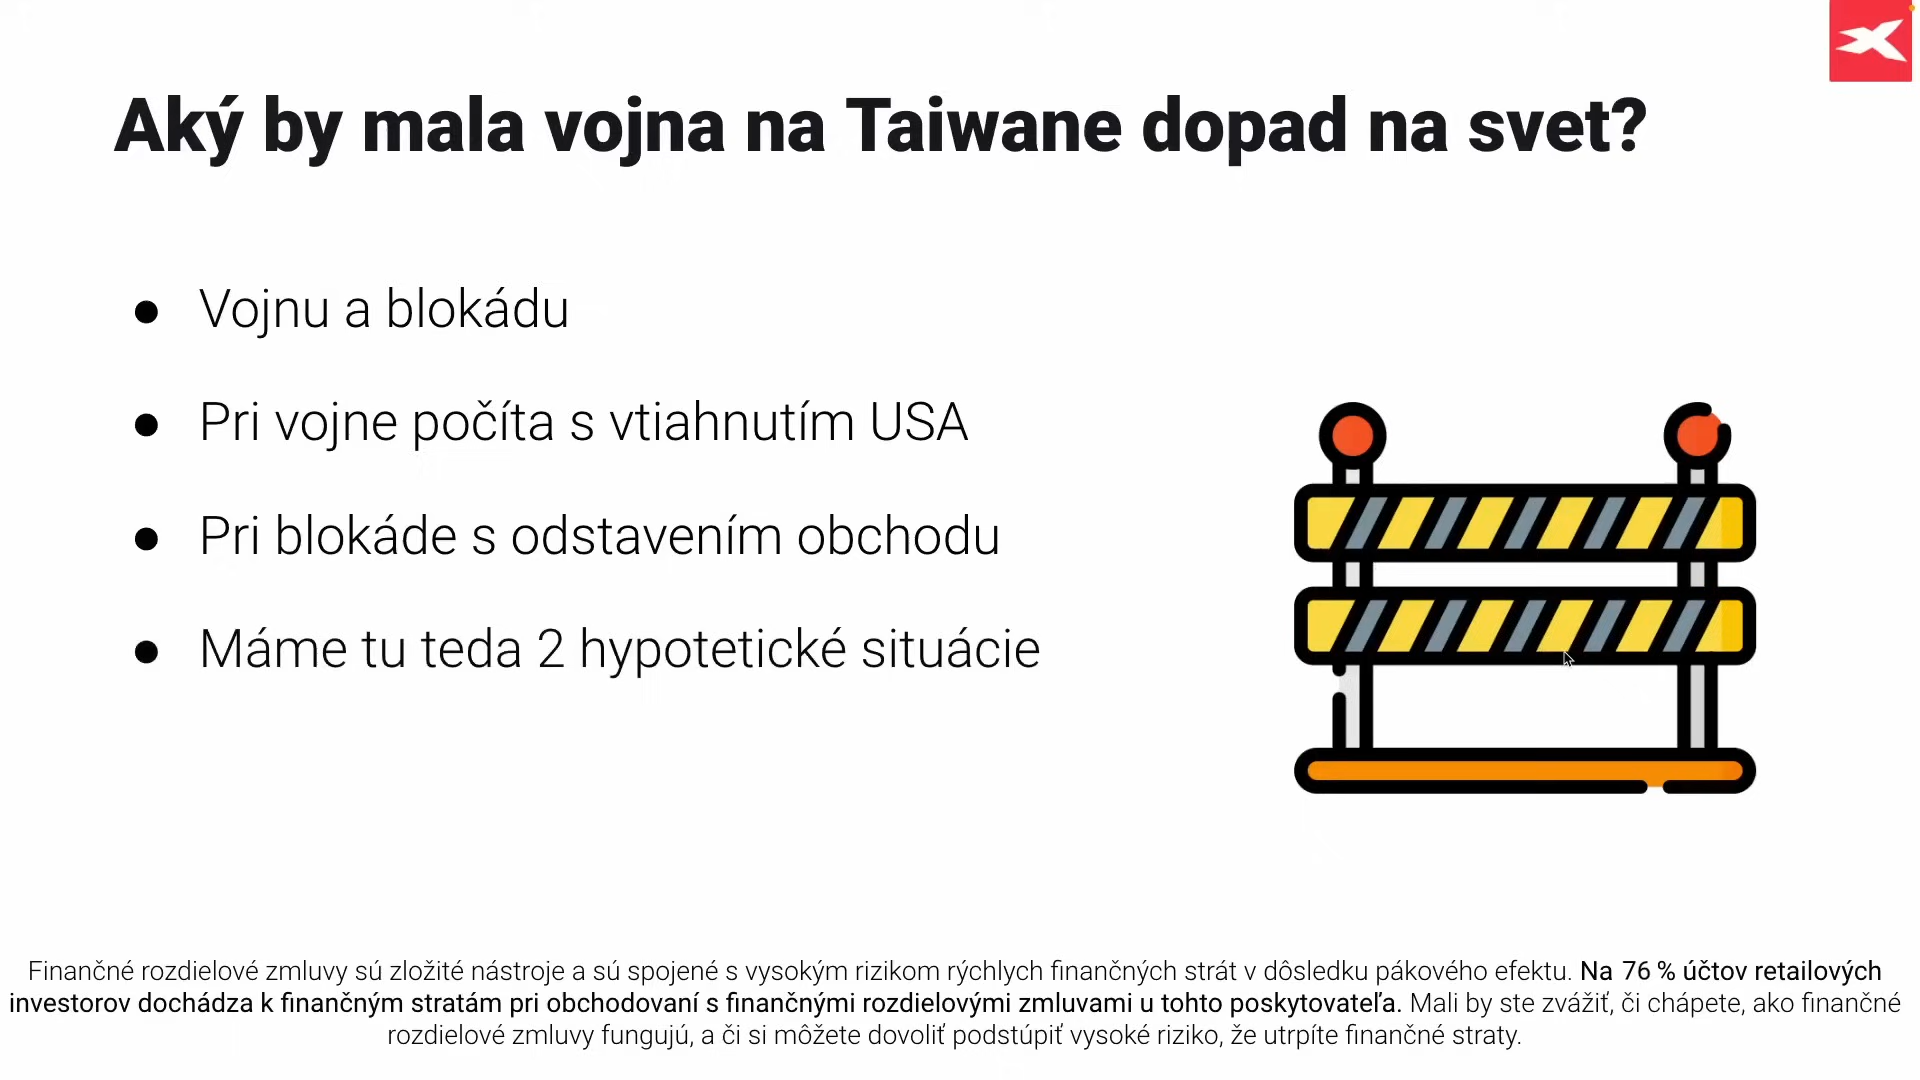 Aký by mala vojna na Taiwane dopad na svet?
● Vojnu a blokádu
● Pri vojne počíta s vtiahnutím USA
● Pri blokáde s odstavením obchodu
● Máme tu teda 2 hypotetické situácie
Finančné rozdielové zmluvy sú zložité nástroje a sú spojené s vysokým rizikom rýchlych finančných strát v dôsledku pákového efektu. Na 76 % účtov retailových
investorov dochádza k finančným stratám pri obchodovaní s finančnými rozdielovými zmluvami u tohto poskytovateľa. Mali by ste zvážiť, či chápete, ako finančné
rozdielové zmluvy fungujú, a či si môžete dovoliť podstúpiť vysoké riziko, že utrpíte finančné straty.